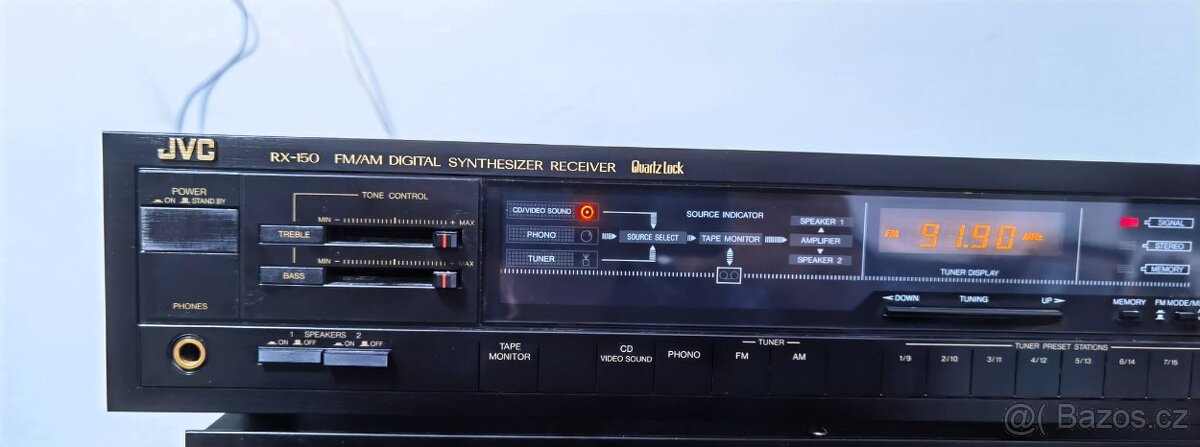 JVC
RX-150 FM/AM DIGITAL SYNTHESIZER RECEIVER Quartz Lock
POWER
ON STAND BY
TONE CONTROL
MIN - + MAX
TREBLE
MIN - + MAX
BASS
PHONES
1 SPEAKERS 2
ON OFF ON OFF
CD/VIDEO SOUND
PHONO
TUNER
SOURCE INDICATOR
SOURCE SELECT
TAPE MONITOR
SPEAKER 1
AMPLIFIER
SPEAKER 2
FM 91.90 MHz
TUNER DISPLAY
SIGNAL
STEREO
MEMORY
DOWN TUNING UP
MEMORY
FM MODE/
TAPE MONITOR
CD
VIDEO SOUND
PHONO
TUNER
FM AM
TUNER PRESET STATIONS
1/9 2/10 3/11 4/12 5/13 6/14 7/15
@( Bazos.cz